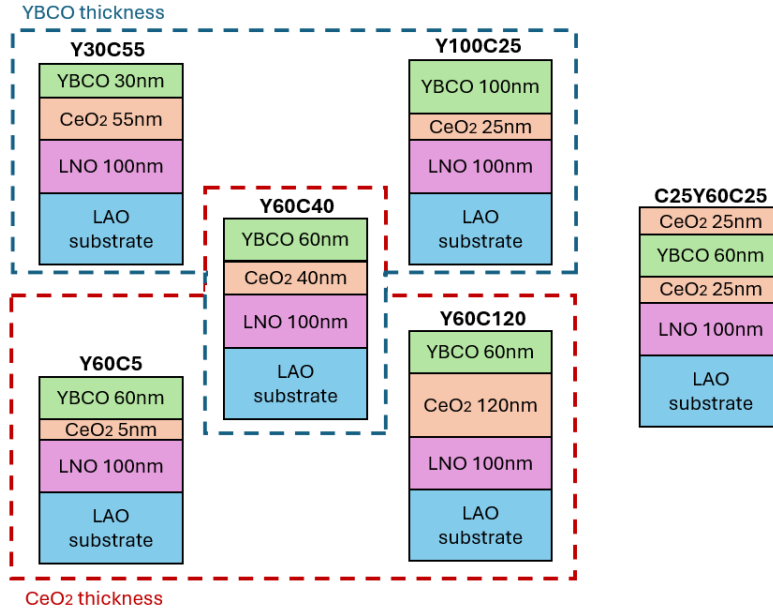 YBCO thickness
Y30C55
YBCO 30nm
CeO2 55nm
LNO 100nm
LAO
substrate
Y100C25
YBCO 100nm
CeO2 25nm
LNO 100nm
LAO
substrate
Y60C40
YBCO 60nm
CeO2 40nm
LNO 100nm
LAO
substrate
C25Y60C25
CeO2 25nm
YBCO 60nm
CeO2 25nm
LNO 100nm
LAO
substrate
Y60C5
YBCO 60nm
CeO2 5nm
LNO 100nm
LAO
substrate
Y60C120
YBCO 60nm
CeO2 120nm
LNO 100nm
LAO
substrate
CeO2 thickness